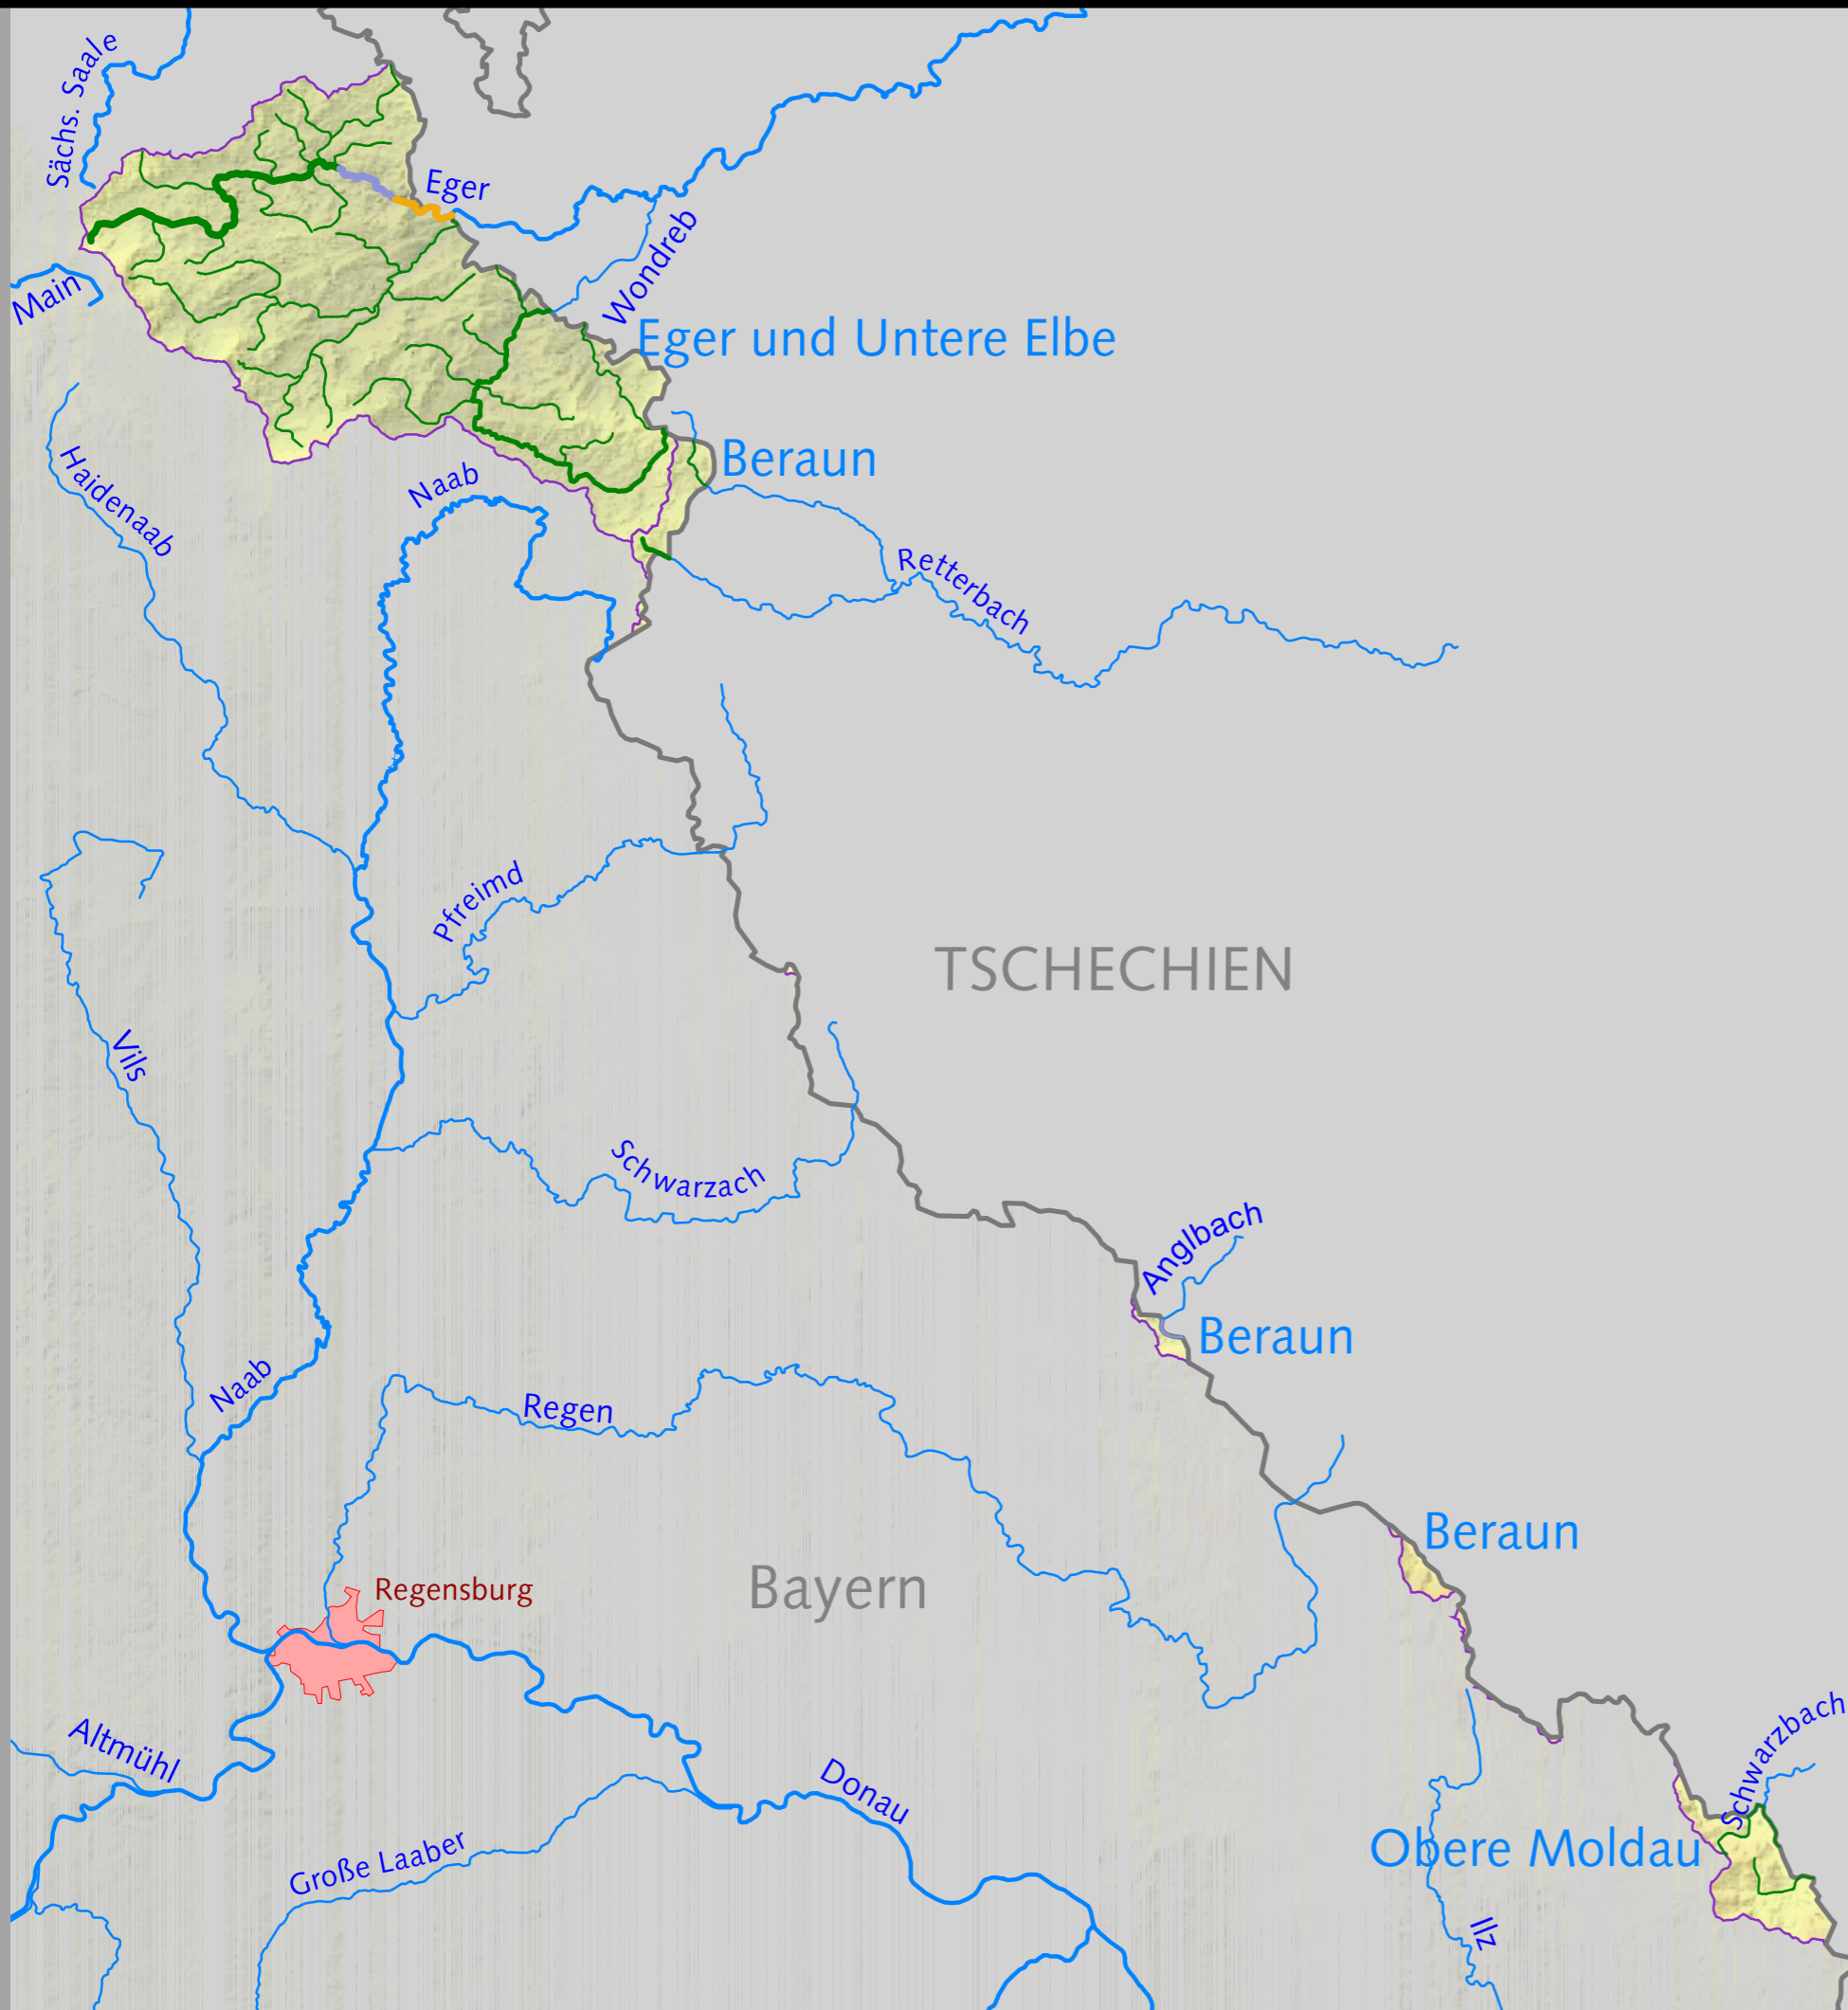 Sächs. Saale
Eger
Wondreb
Main
Eger und Untere Elbe
Haidenaab
Naab
Beraun
Retterbach
Pfreimd
TSCHECHIEN
Vils
Schwarzach
Anglbach
Beraun
Naab
Regen
Beraun
Regensburg
Bayern
Altmühl
Donau
Schwarzbach
Große Laaber
Obere Moldau
Ilz